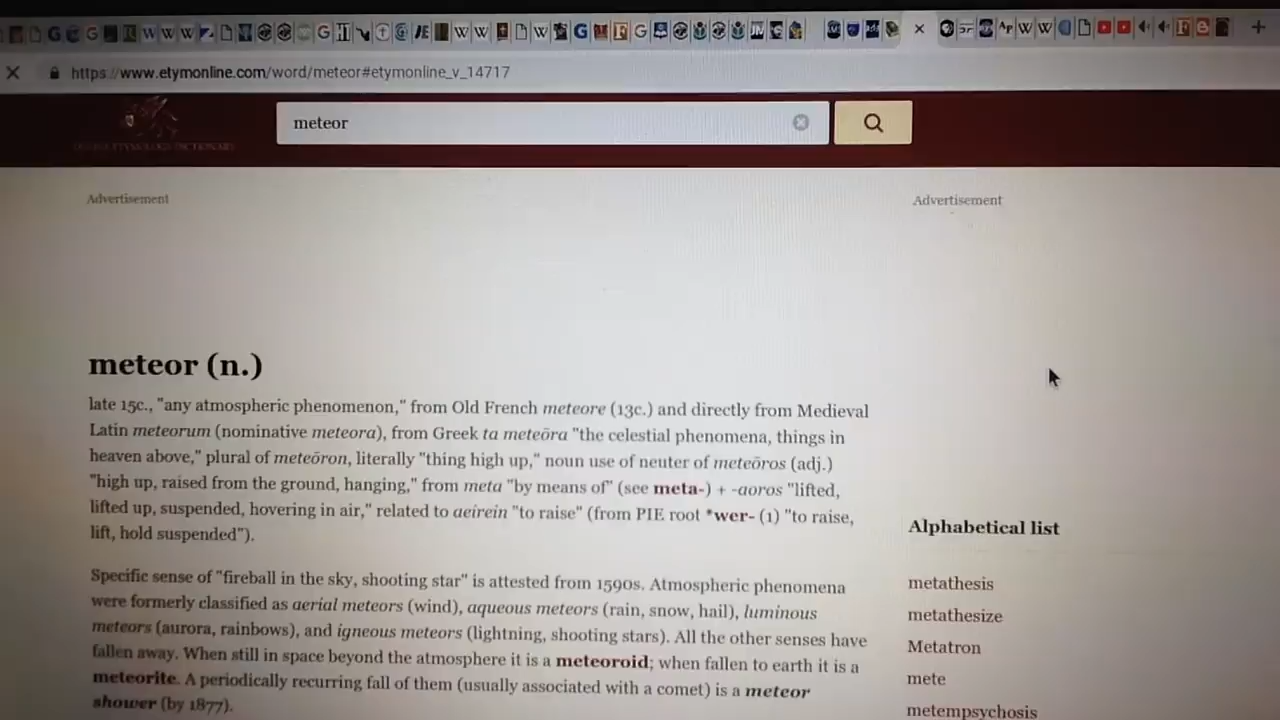 https://www.etymonline.com/word/meteor#etymonline_v_14717
meteor
Advertisement
Advertisement
meteor (n.)
late 15c., "any atmospheric phenomenon," from Old French meteore (13c.) and directly from Medieval
Latin meteorum (nominative meteora), from Greek ta meteōra "the celestial phenomena, things in
heaven above," plural of meteōron, literally "thing high up," noun use of neuter of meteōros (adj.)
"high up, raised from the ground, hanging," from meta "by means of" (see meta-) + -aoros "lifted,
lifted up, suspended, hovering in air," related to aeirein "to raise" (from PIE root *wer- (1) "to raise,
lift, hold suspended").
Specific sense of "fireball in the sky, shooting star" is attested from 1590s. Atmospheric phenomena
were formerly classified as aerial meteors (wind), aqueous meteors (rain, snow, hail), luminous
meteors (aurora, rainbows), and igneous meteors (lightning, shooting stars). All the other senses have
fallen away. When still in space beyond the atmosphere it is a meteoroid; when fallen to earth it is a
meteorite. A periodically recurring fall of them (usually associated with a comet) is a meteor
shower (by 1877).
Alphabetical list
metathesis
metathesize
Metatron
mete
metempsychosis